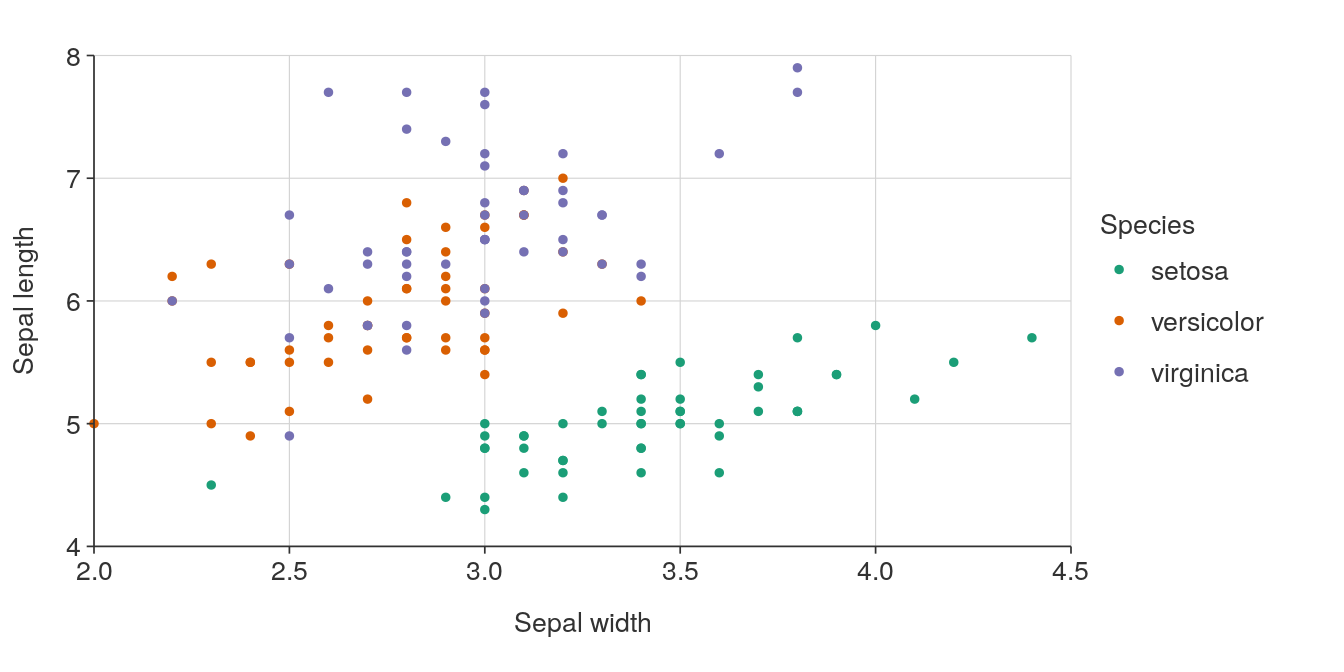 8
7
6
5
4
Sepal length
2.0 2.5 3.0 3.5 4.0 4.5
Sepal width
Species
setosa
versicolor
virginica